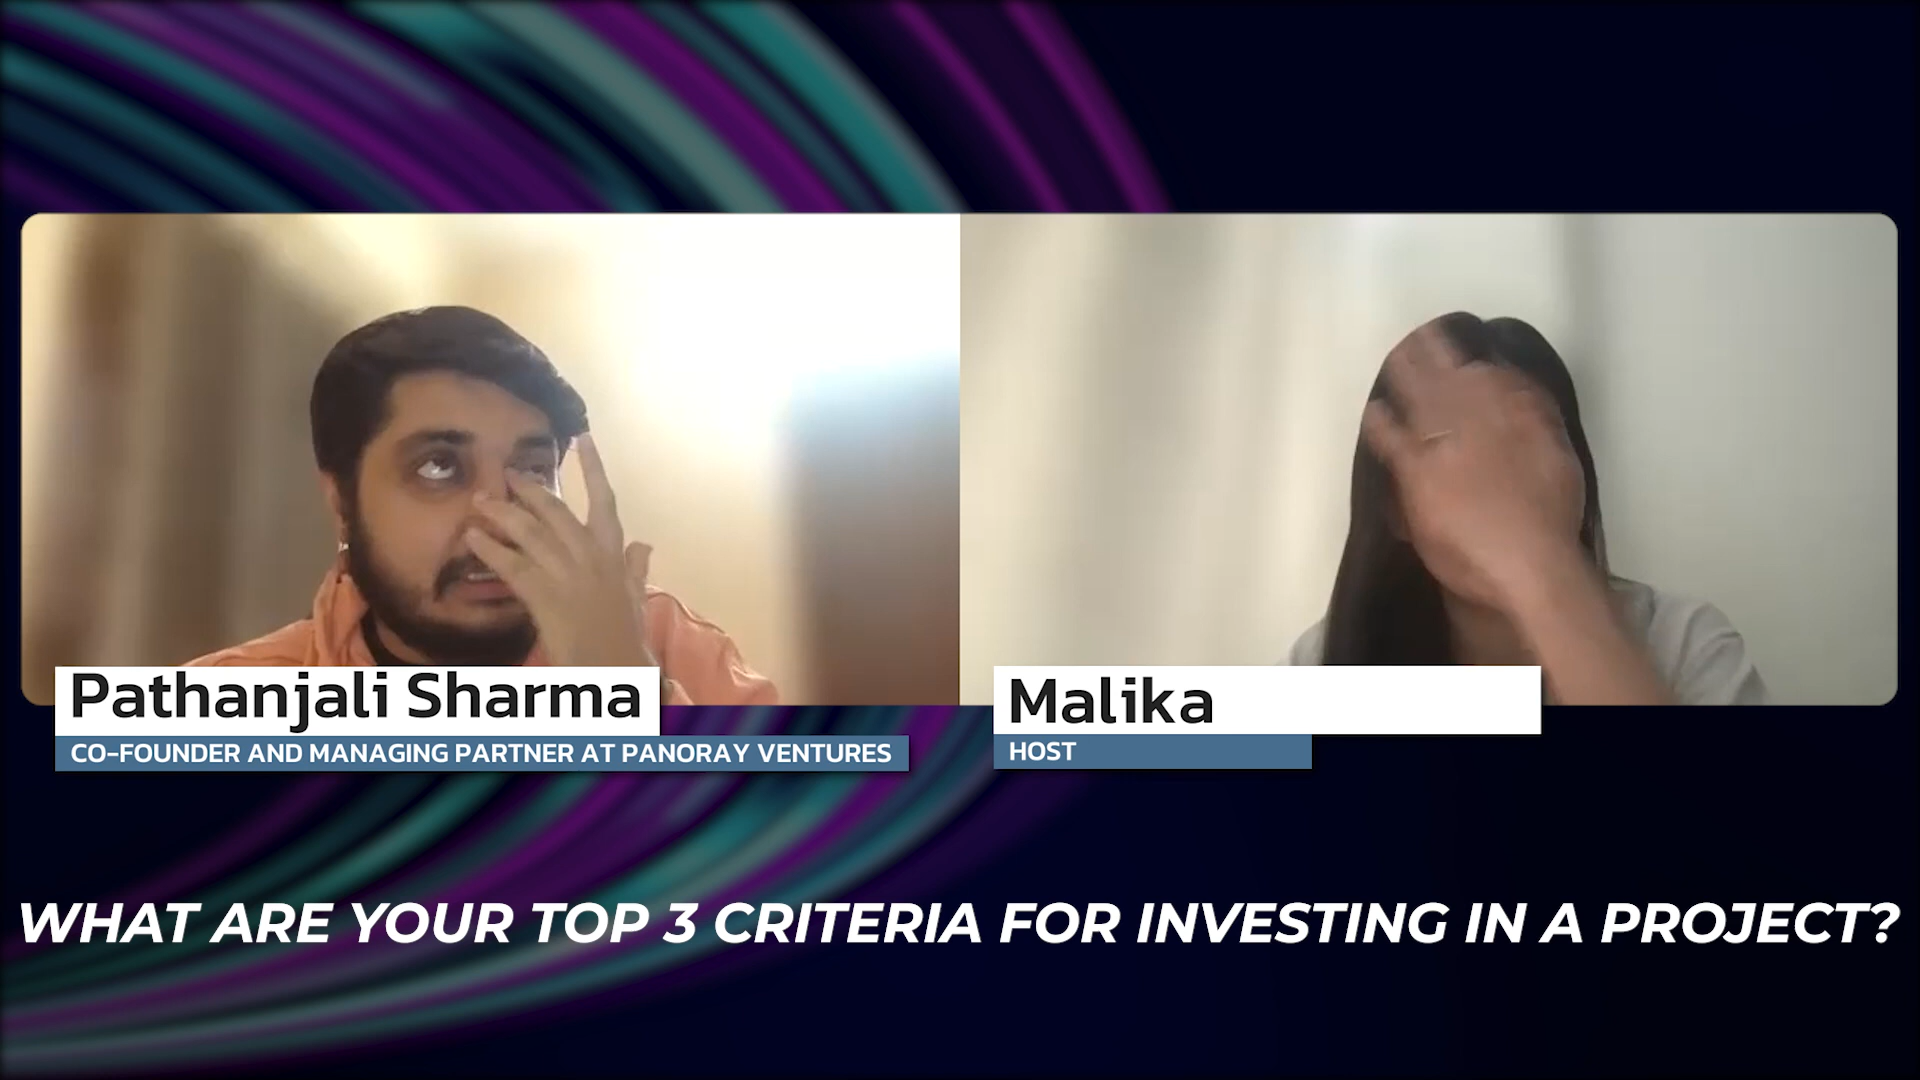 Pathanjali Sharma
CO-FOUNDER AND MANAGING PARTNER AT PANORAY VENTURES
Malika
HOST
WHAT ARE YOUR TOP 3 CRITERIA FOR INVESTING IN A PROJECT?